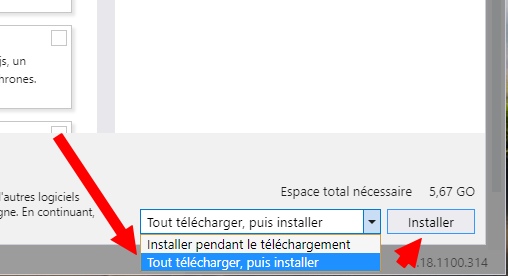 js, un
hrones.
Espace total nécessaire 5,67 GO
d'autres logiciels
gne. En continuant,
Tout télécharger, puis installer
Installer
Installer pendant le téléchargement
Tout télécharger, puis installer
.18.1100.314